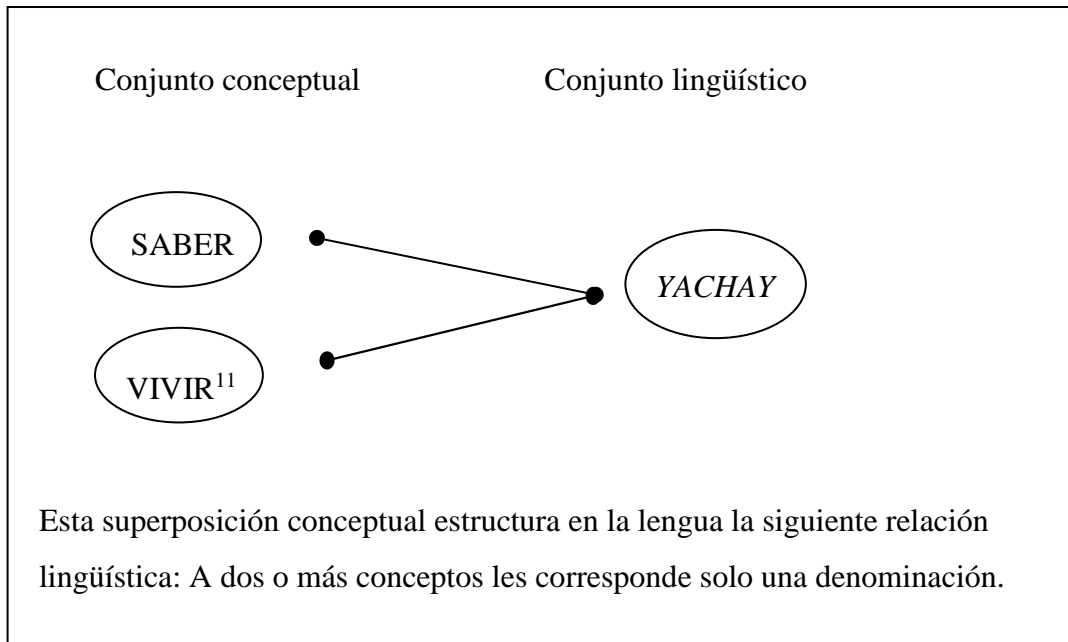 Conjunto conceptual Conjunto lingüístico
SABER
YACHAY
VIVIR¹¹
Esta superposición conceptual estructura en la lengua la siguiente relación
lingüística: A dos o más conceptos les corresponde solo una denominación.